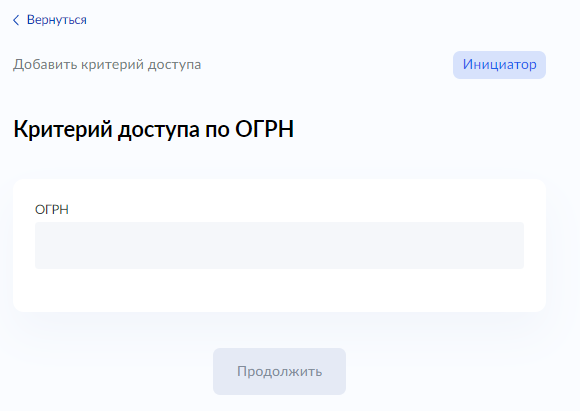 Вернуться
Добавить критерий доступа
Инициатор
Критерий доступа по ОГРН
ОГРН
Продолжить